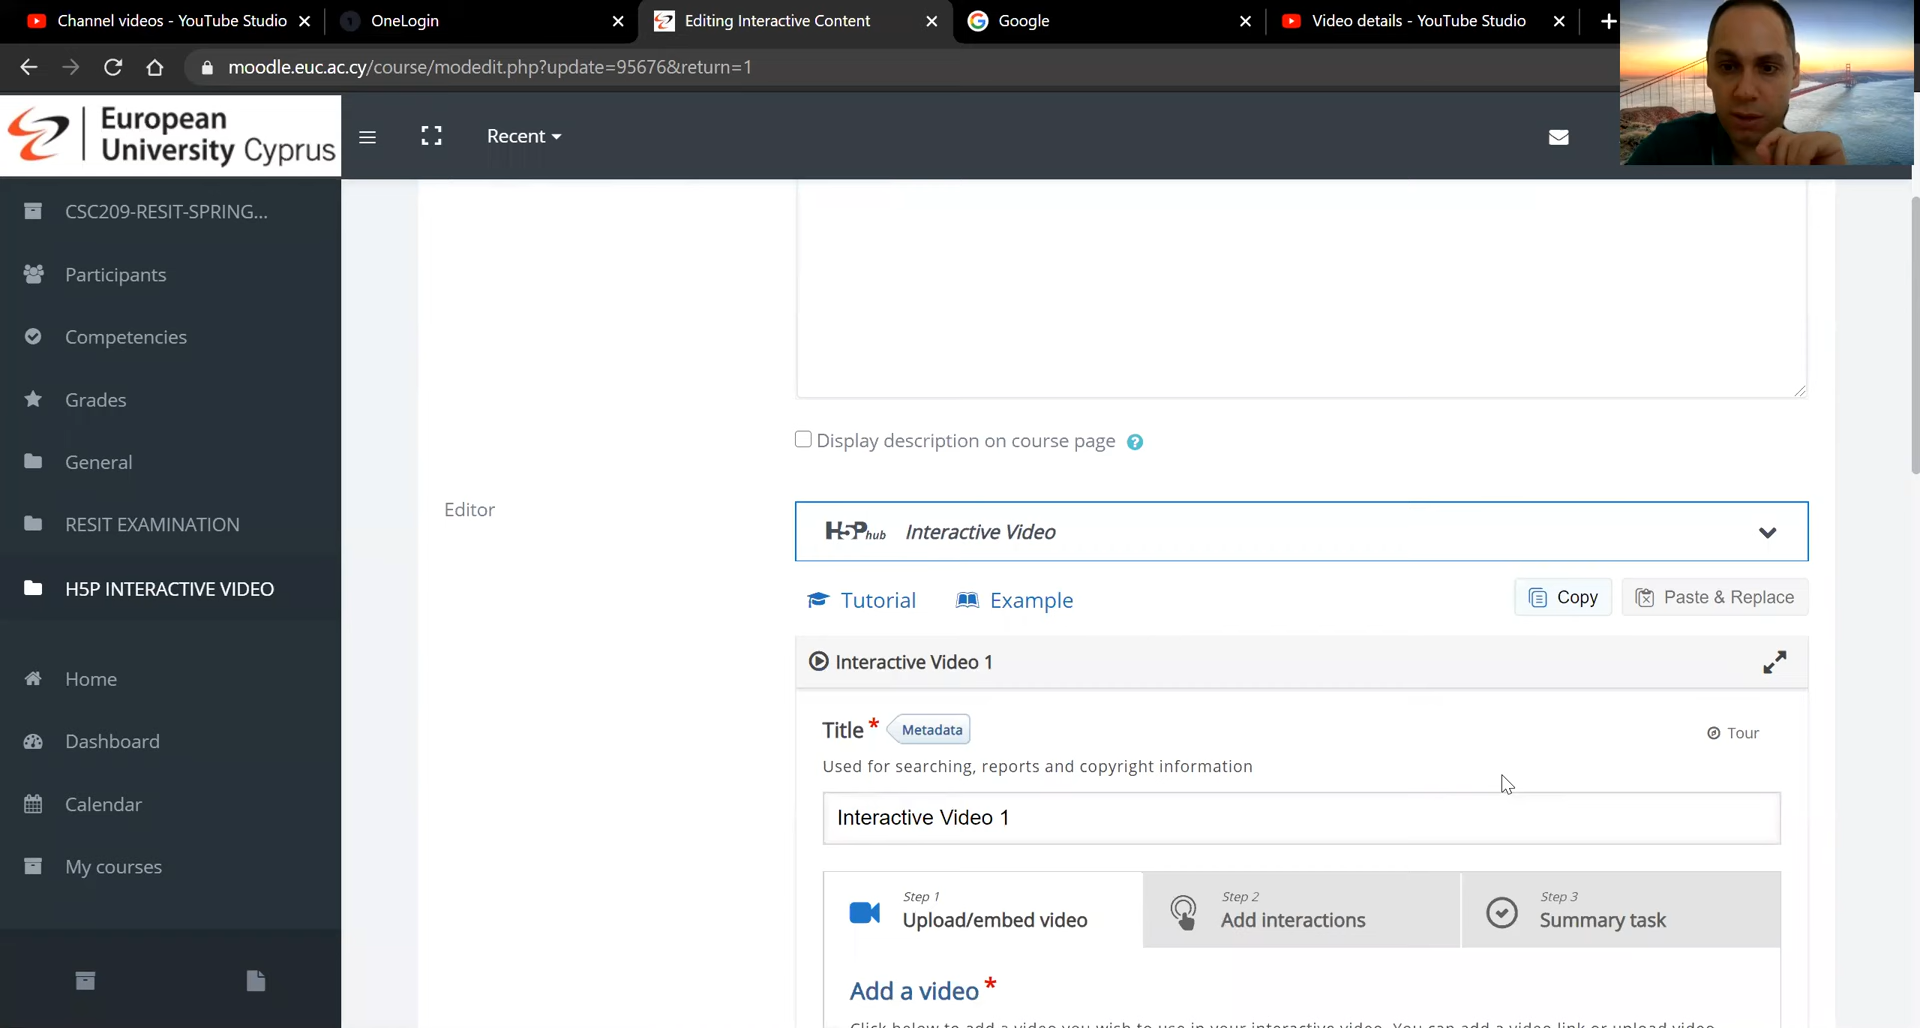 Channel videos - YouTube Studio
OneLogin
Editing Interactive Content
Google
Video details - YouTube Studio
moodle.euc.ac.cy/course/modedit.php?update=95676&return=1
European
University Cyprus
Recent
CSC209-RESIT-SPRING...
Participants
Competencies
Grades
General
RESIT EXAMINATION
H5P INTERACTIVE VIDEO
Home
Dashboard
Calendar
My courses
Display description on course page
Editor
H5P hub Interactive Video
Tutorial
Example
Copy
Paste & Replace
Interactive Video 1
Title * Metadata
Tour
Used for searching, reports and copyright information
Interactive Video 1
Step 1
Upload/embed video
Step 2
Add interactions
Step 3
Summary task
Add a video *
Click below to add a video you wish to use in your interactive video. You can add a video link or upload video